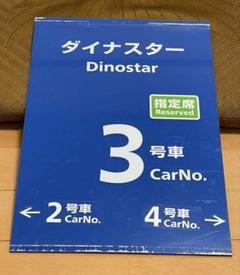 ダイナスター
Dinostar
指定席
Reserved
3 号車
CarNo.
← 2 号車 CarNo.
4 号車 CarNo. →